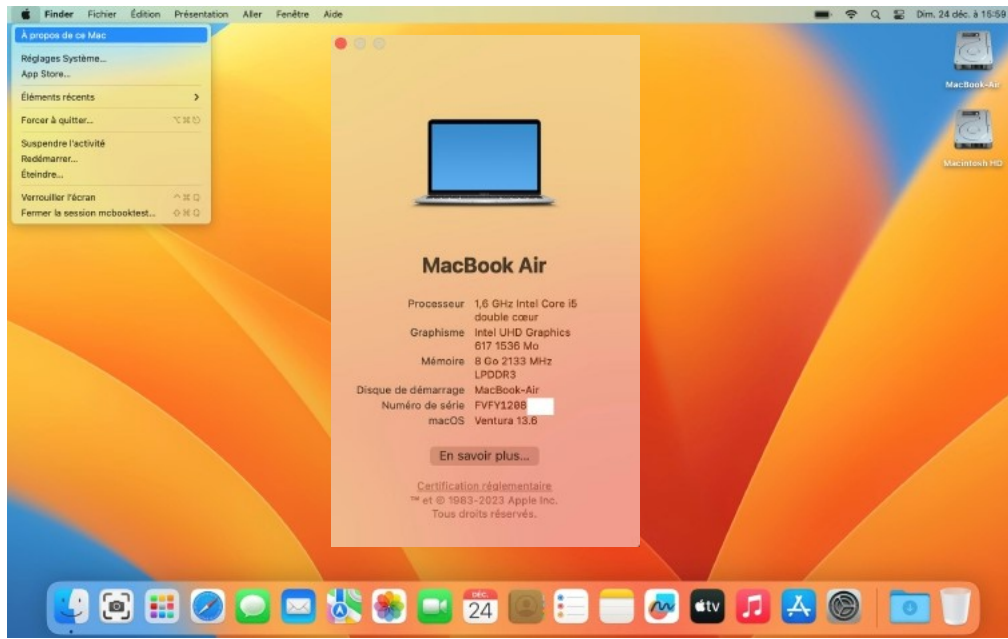 Finder Fichier Édition Présentation Aller Fenêtre Aide Dim. 24 déc. à 15:59
À propos de ce Mac
Réglages Système...
App Store...
Éléments récents
Forcer à quitter...
Suspendre l'activité
Redémarrer...
Éteindre...
Verrouiller l'écran
Fermer la session mcbooktest...
MacBook-Air
Macintosh HD
MacBook Air
Processeur 1,6 GHz Intel Core i5
double cœur
Graphisme Intel UHD Graphics
617 1536 Mo
Mémoire 8 Go 2133 MHz
LPDDR3
Disque de démarrage MacBook-Air
Numéro de série FVFY1208
macOS Ventura 13.6
En savoir plus...
Certification réglementaire
™ et © 1983-2023 Apple Inc.
Tous droits réservés.
DÉC.
24
tv